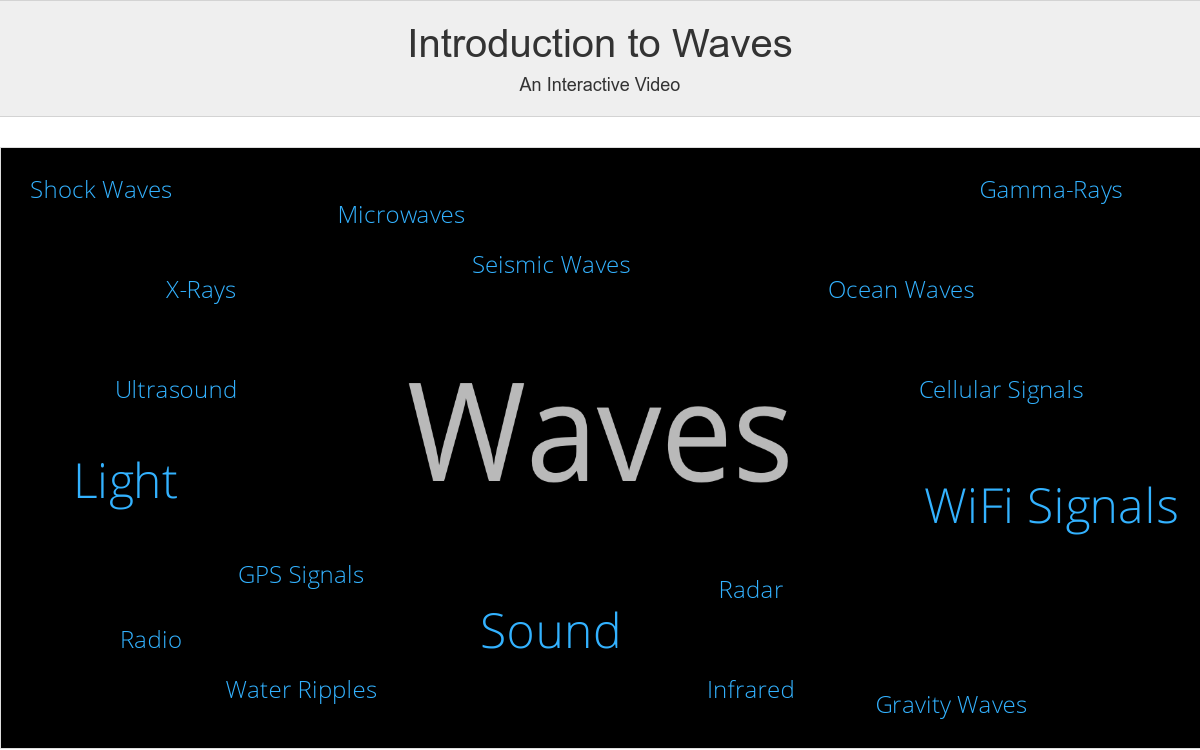 Introduction to Waves
An Interactive Video
Shock Waves
Gamma-Rays
Microwaves
Seismic Waves
X-Rays
Ocean Waves
Ultrasound
Waves
Cellular Signals
Light
WiFi Signals
GPS Signals
Radar
Sound
Radio
Water Ripples
Infrared
Gravity Waves